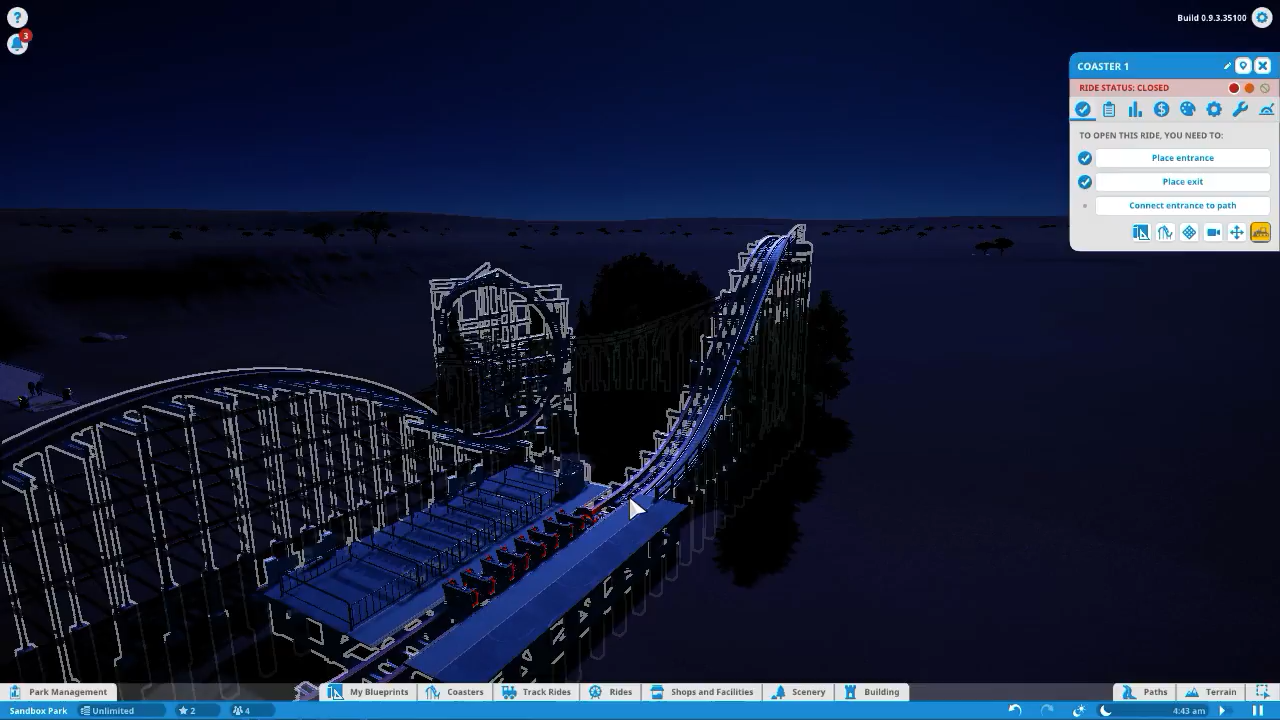 ?
3
Build 0.9.3.35100
COASTER 1
RIDE STATUS: CLOSED
TO OPEN THIS RIDE, YOU NEED TO:
Place entrance
Place exit
Connect entrance to path
Park Management
My Blueprints
Coasters
Track Rides
Rides
Shops and Facilities
Scenery
Building
Paths
Terrain
Sandbox Park
Unlimited
2
4
4:43 am